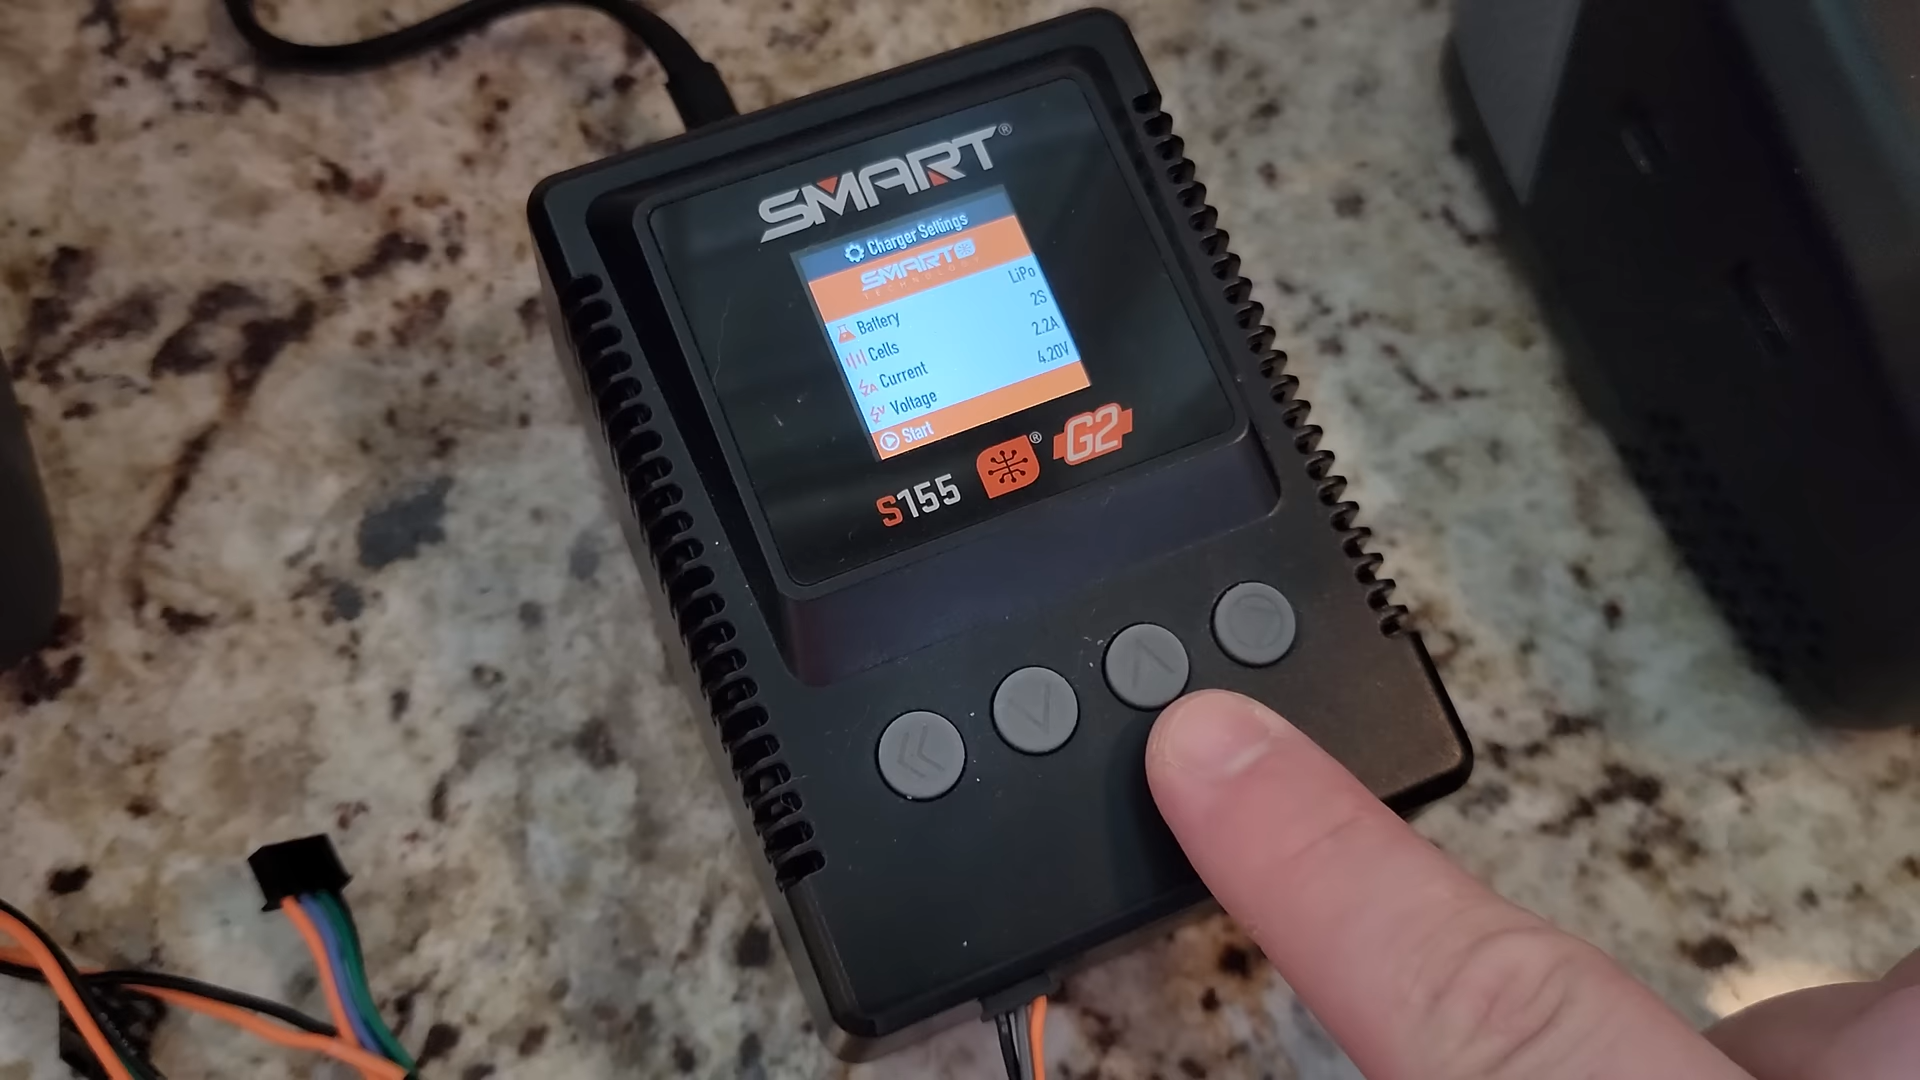 SMART®
Charger Settings
SMART
TECHNOLOGY
Battery LiPo
Cells 2S
Current 2.2A
Voltage 4.20V
Start
S155 ® G2